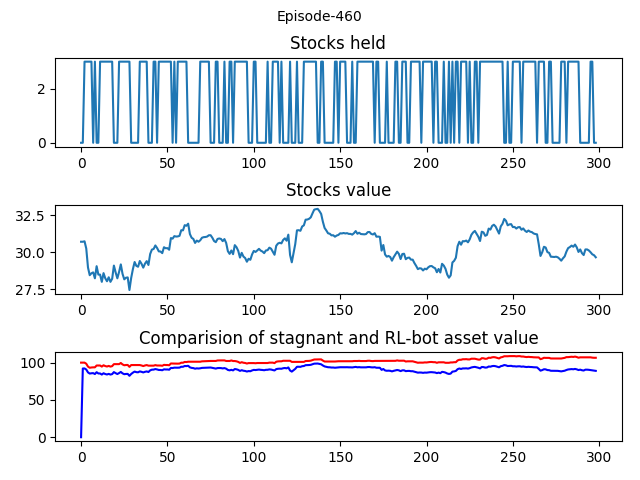 Episode-460
Stocks held
2
0
0 50 100 150 200 250 300
Stocks value
32.5
30.0
27.5
0 50 100 150 200 250 300
Comparision of stagnant and RL-bot asset value
100
50
0
0 50 100 150 200 250 300